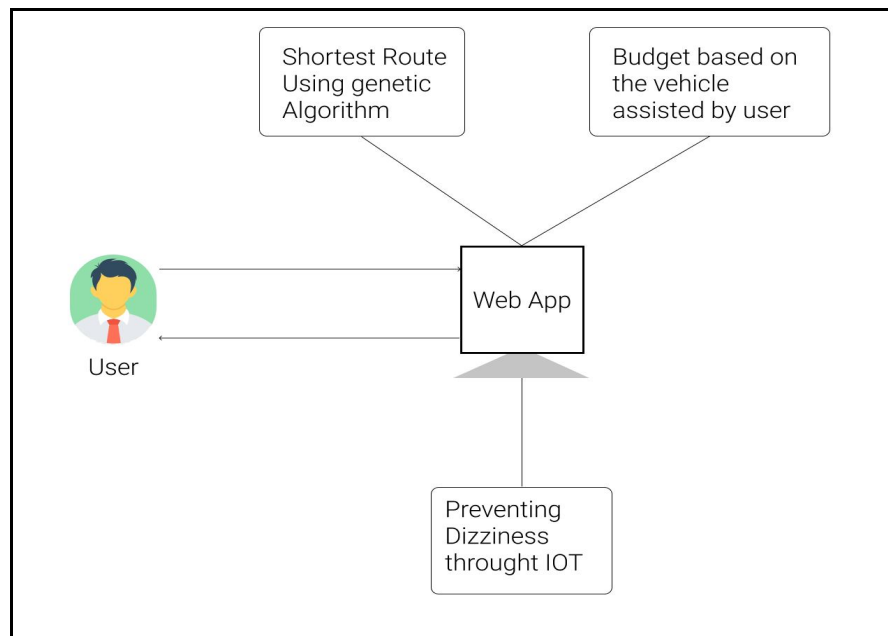 Shortest Route
Using genetic
Algorithm
Budget based on
the vehicle
assisted by user
Web App
User
Preventing
Dizziness
throught IOT